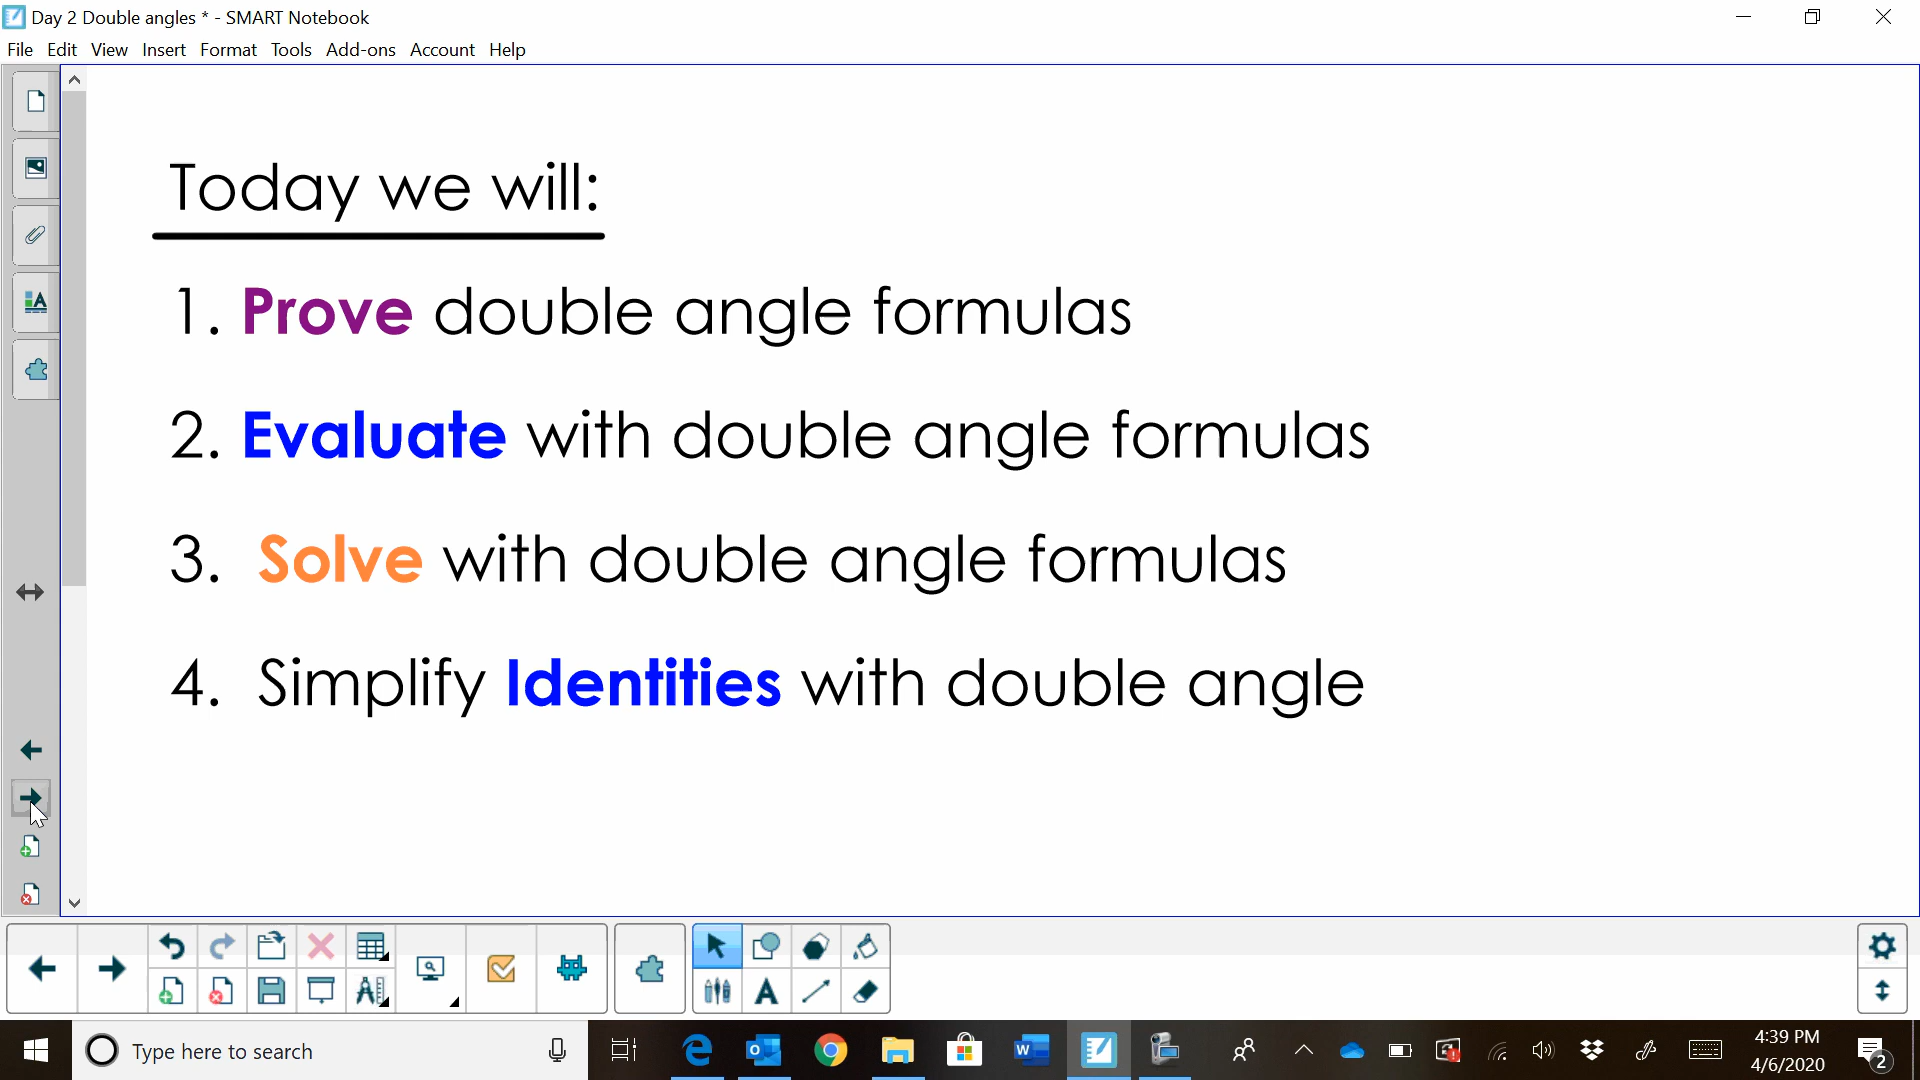 Day 2 Double angles * - SMART Notebook
File Edit View Insert Format Tools Add-ons Account Help
Today we will:
1. Prove double angle formulas
2. Evaluate with double angle formulas
3. Solve with double angle formulas
4. Simplify Identities with double angle
Type here to search
4:39 PM
4/6/2020
2